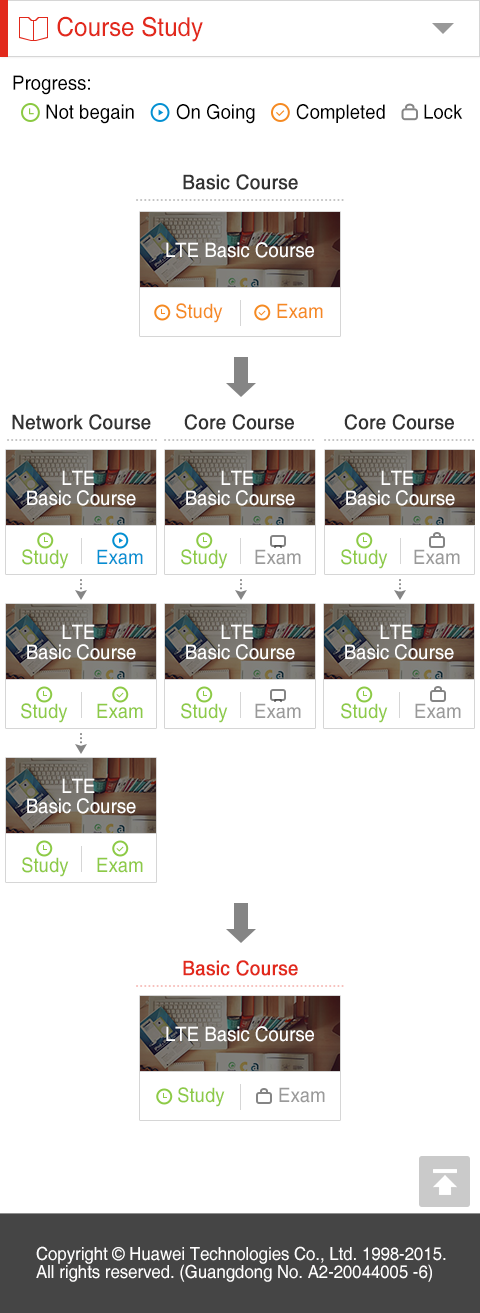 Course Study
Progress:
Not begain On Going Completed Lock
Basic Course
LTE Basic Course
Study Exam
Network Course Core Course Core Course
LTE LTE LTE
Basic Course Basic Course Basic Course
Study Exam Study Exam Study Exam
LTE LTE LTE
Basic Course Basic Course Basic Course
Study Exam Study Exam Study Exam
LTE
Basic Course
Study Exam
Basic Course
LTE Basic Course
Study Exam
Copyright © Huawei Technologies Co., Ltd. 1998-2015.
All rights reserved. (Guangdong No. A2-20044005 -6)